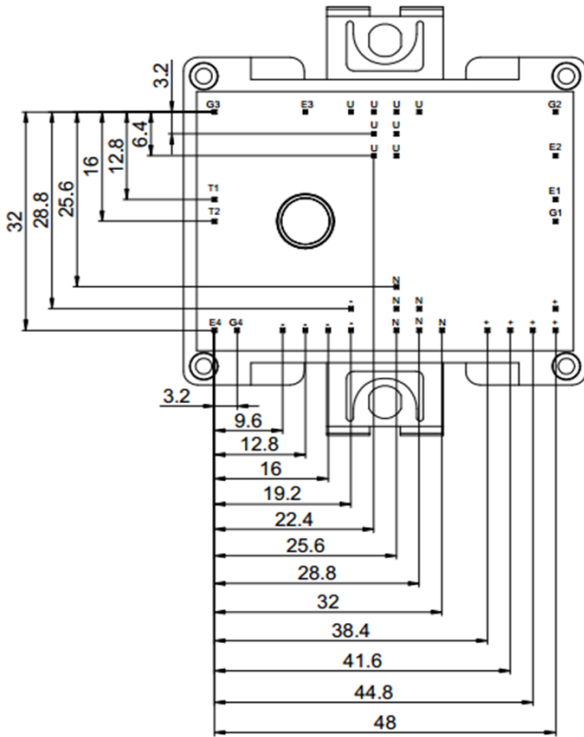 3.2
G3 E3 U U U U G2
6.4 U U
12.8 U U E2
16 T1 E1
25.6 T2 G1
28.8 N
32 - N N +
E4 G4 - - - - N N N + + + +
3.2
9.6
12.8
16
19.2
22.4
25.6
28.8
32
38.4
41.6
44.8
48